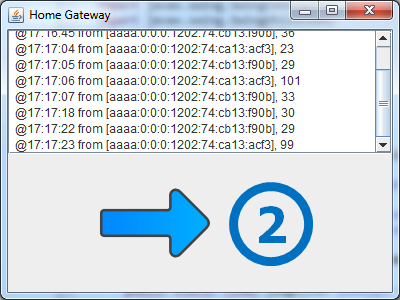 Home Gateway
@17:16:45 from [aaaa:0:0:0:1202:74:cb13:f90b], 36
@17:17:04 from [aaaa:0:0:0:1202:74:ca13:acf3], 23
@17:17:05 from [aaaa:0:0:0:1202:74:cb13:f90b], 29
@17:17:06 from [aaaa:0:0:0:1202:74:ca13:acf3], 101
@17:17:07 from [aaaa:0:0:0:1202:74:cb13:f90b], 33
@17:17:18 from [aaaa:0:0:0:1202:74:cb13:f90b], 30
@17:17:22 from [aaaa:0:0:0:1202:74:cb13:f90b], 29
@17:17:23 from [aaaa:0:0:0:1202:74:ca13:acf3], 99
2